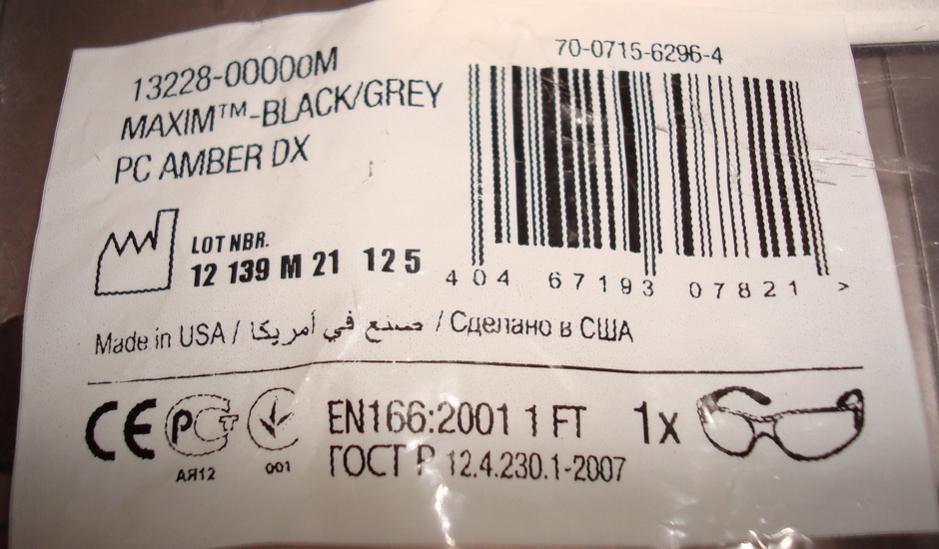 13228-00000M
MAXIM™-BLACK/GREY
PC AMBER DX
70-0715-6296-4
404 67193 07821 >
LOT NBR.
12 139 M 21 125
Made in USA / صنع في أمريكا / Сделано в США
CE РСТ EN166:2001 1 FT 1x
АЯ12 001 ГОСТ Р 12.4.230.1-2007